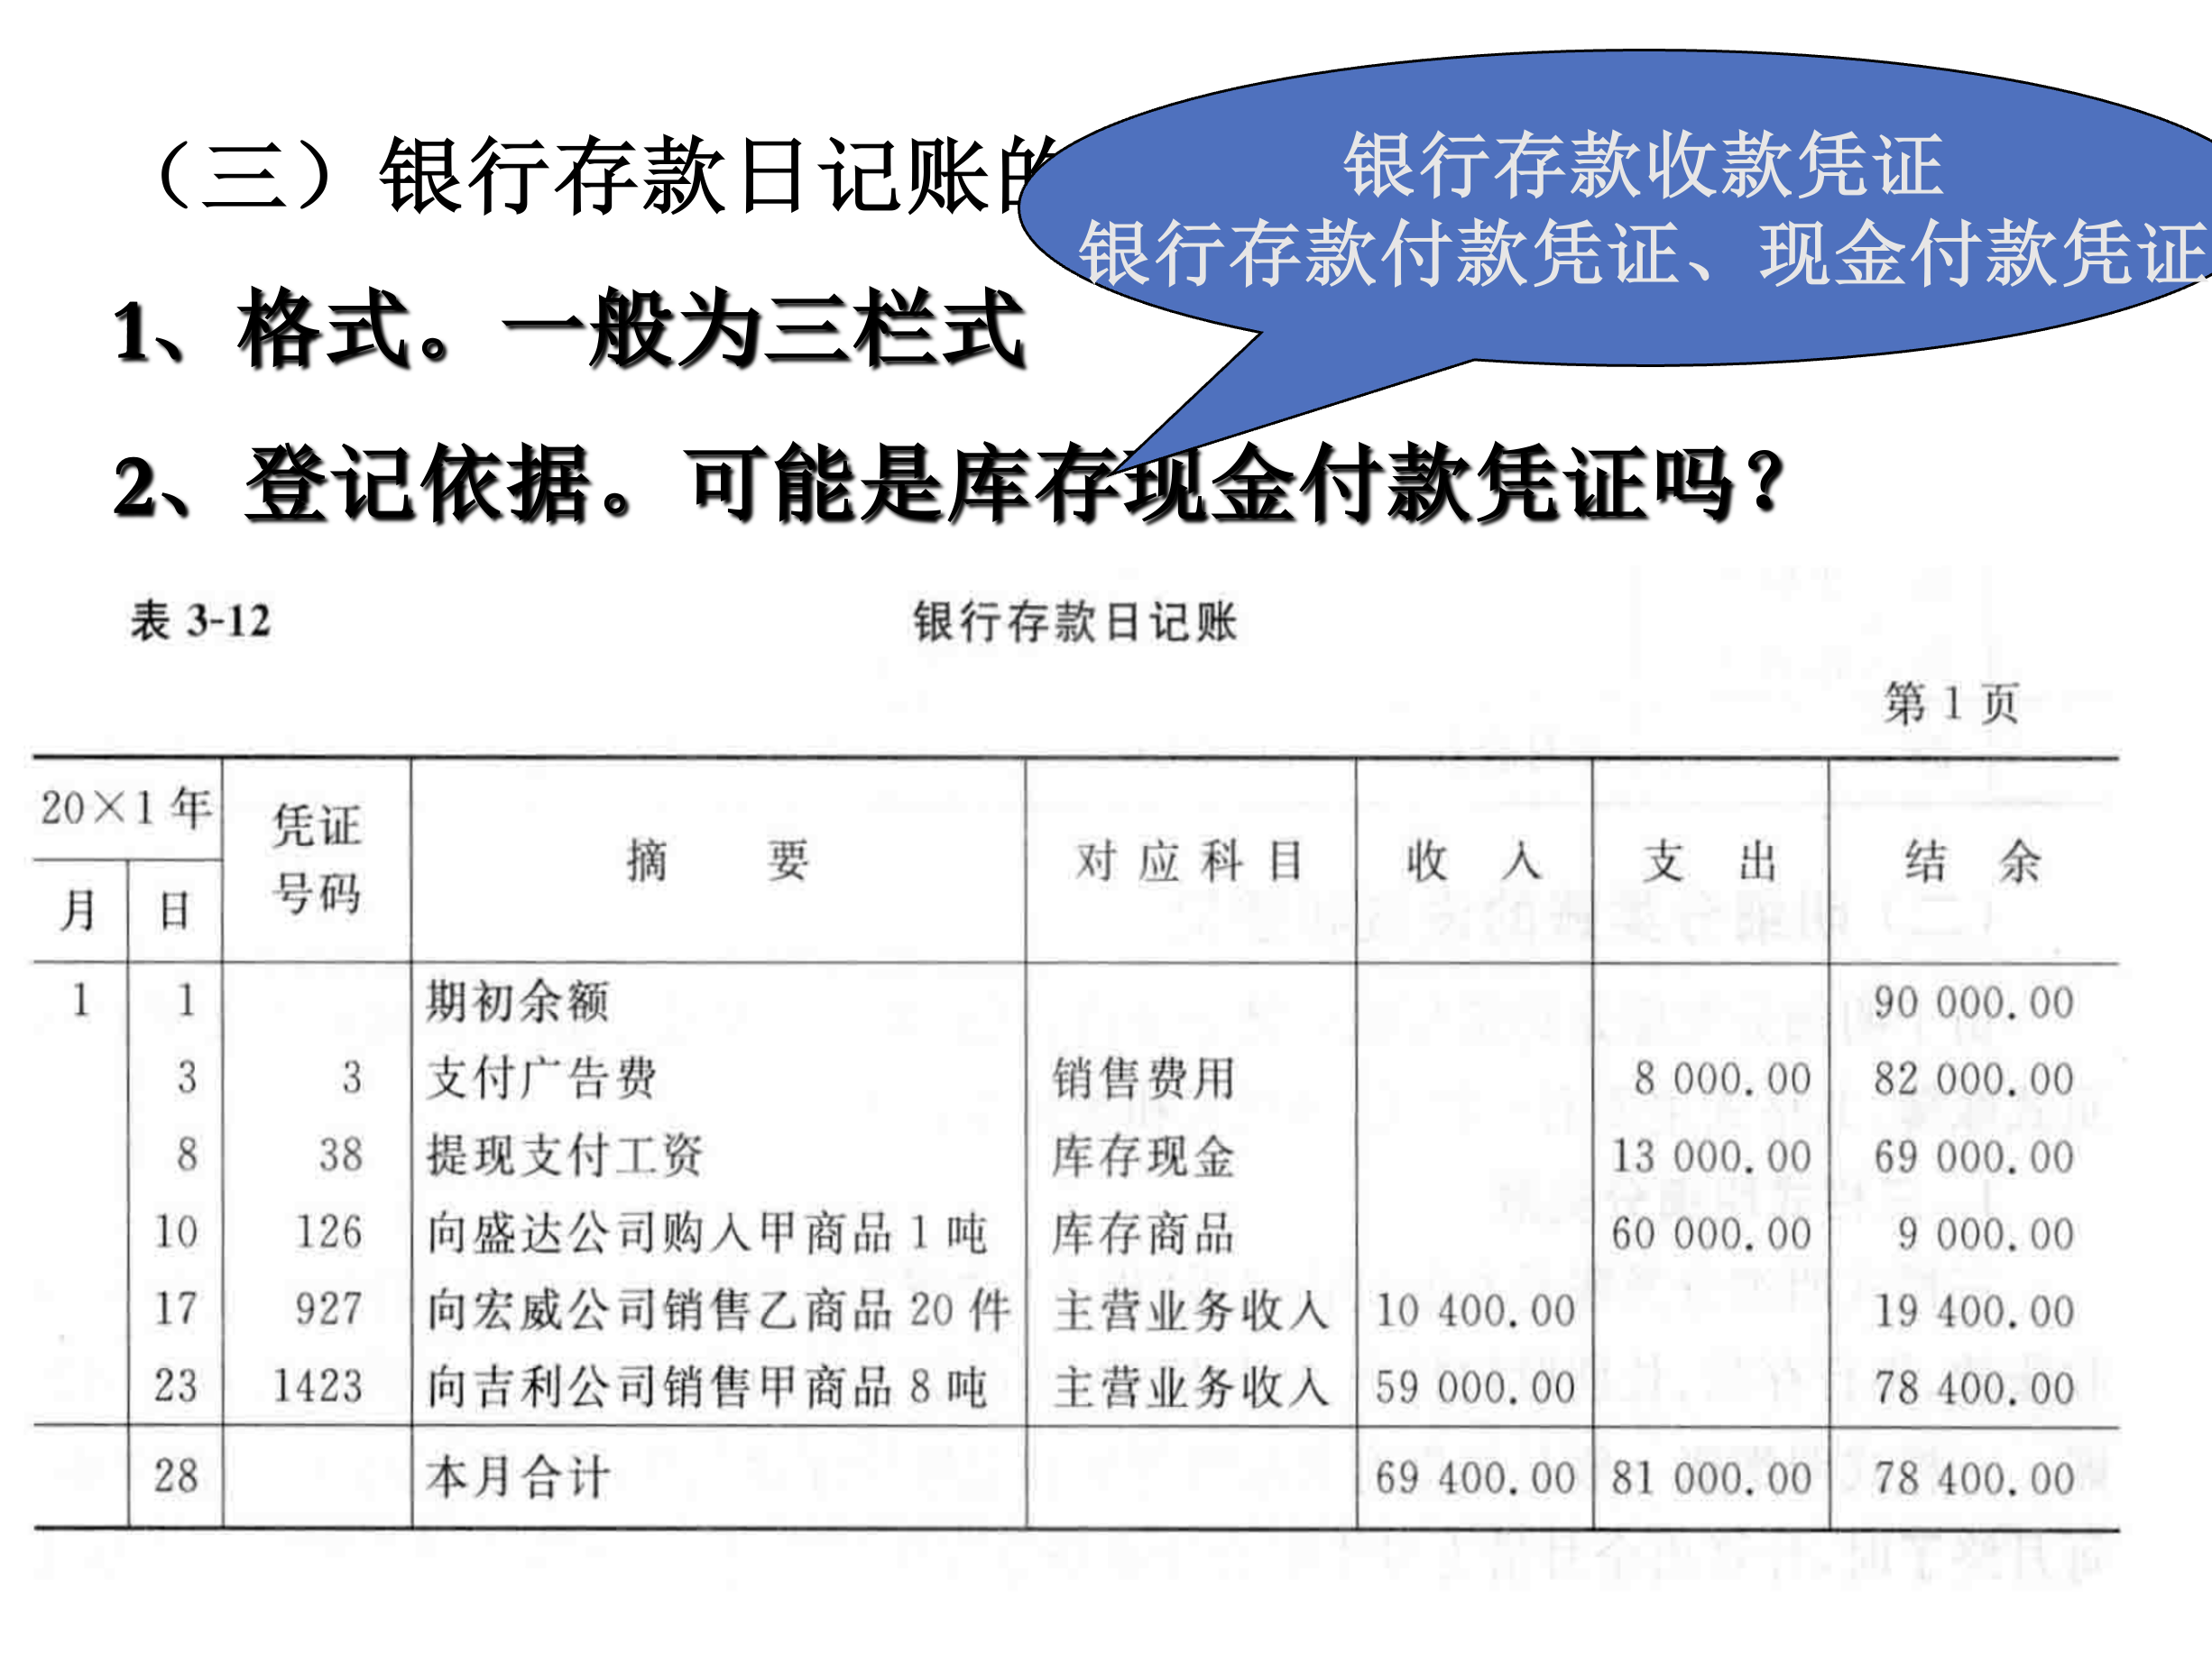 （三）银行存款日记账的
银行存款收款凭证
银行存款付款凭证、现金付款凭证
1、格式。一般为三栏式
2、登记依据。可能是库存现金付款凭证吗？
表 3-12 银行存款日记账
第 1 页
20×1 年 凭证号码 摘 要 对应科目 收 入 支 出 结 余
月 日
1 1 期初余额 90 000.00
3 3 支付广告费 销售费用 8 000.00 82 000.00
8 38 提现支付工资 库存现金 13 000.00 69 000.00
10 126 向盛达公司购入甲商品 1 吨 库存商品 60 000.00 9 000.00
17 927 向宏威公司销售乙商品 20 件 主营业务收入 10 400.00 19 400.00
23 1423 向吉利公司销售甲商品 8 吨 主营业务收入 59 000.00 78 400.00
28 本月合计 69 400.00 81 000.00 78 400.00